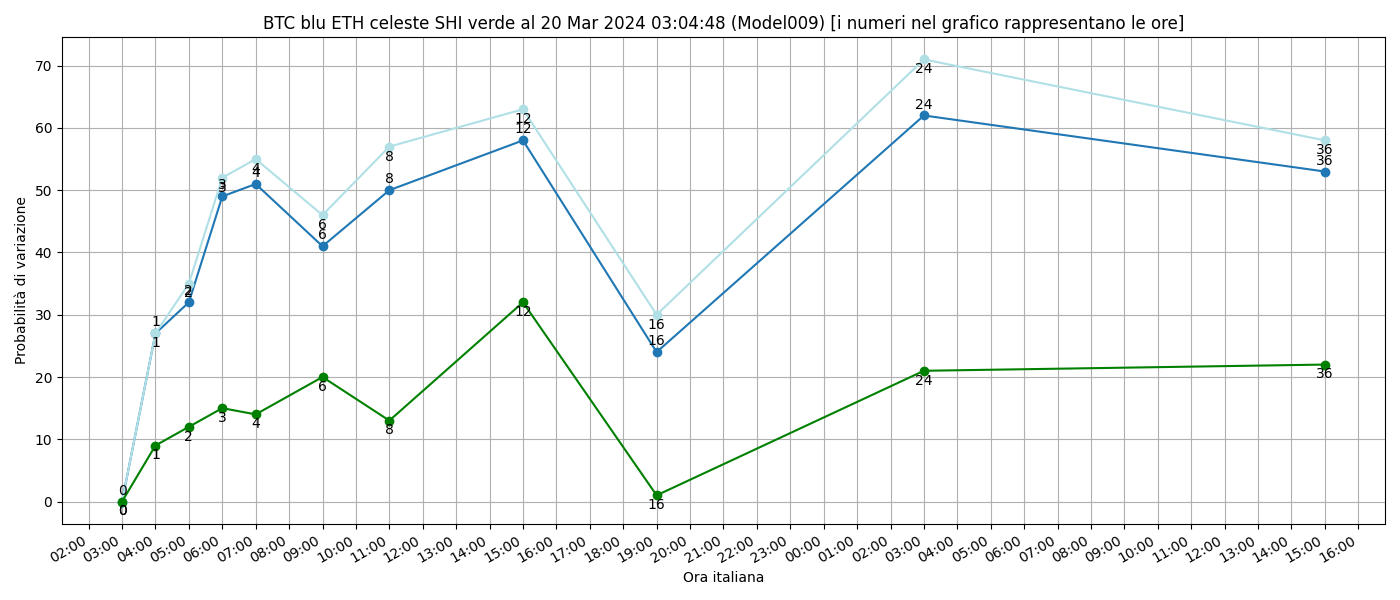 BTC blu ETH celeste SHI verde al 20 Mar 2024 03:04:48 (Model009) [i numeri nel grafico rappresentano le ore]
Probabilità di variazione
70
60
50
40
30
20
10
0
0 1 2 3 4 6 8 12 16 24 36
0 1 2 3 4 6 8 12 16 24 36
0 1 2 3 4 6 8 12 16 24 36
02:00 03:00 04:00 05:00 06:00 07:00 08:00 09:00 10:00 11:00 12:00 13:00 14:00 15:00 16:00 17:00 18:00 19:00 20:00 21:00 22:00 23:00 00:00 01:00 02:00 03:00 04:00 05:00 06:00 07:00 08:00 09:00 10:00 11:00 12:00 13:00 14:00 15:00 16:00
Ora italiana